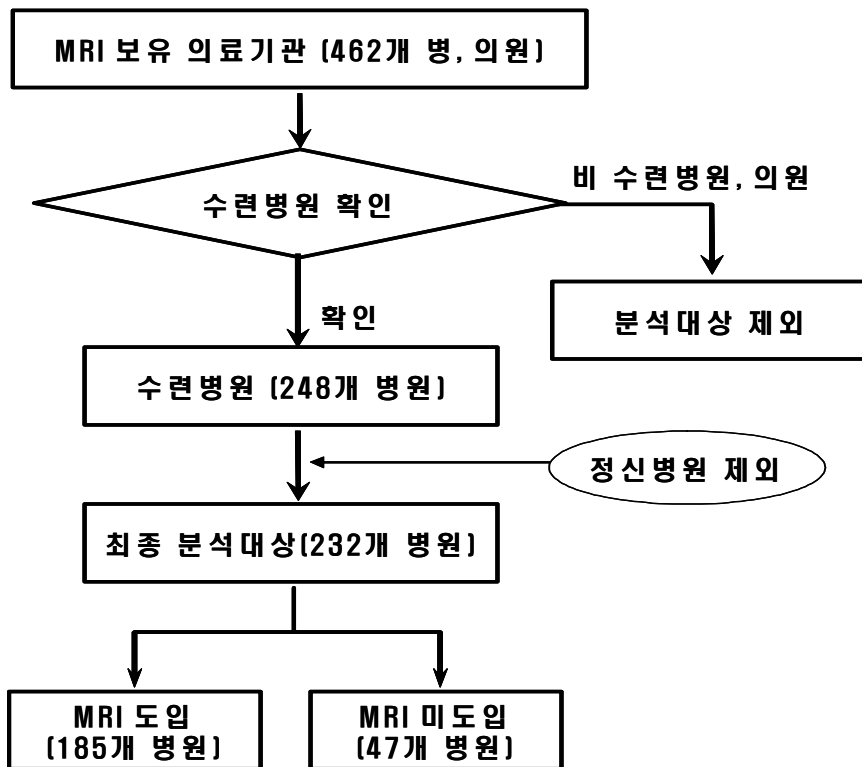 MRI 보유 의료기관 (462개 병, 의원)
수련병원 확인
비 수련병원, 의원
분석대상 제외
확인
수련병원 (248개 병원)
정신병원 제외
최종 분석대상(232개 병원)
MRI 도입
(185개 병원)
MRI 미도입
(47개 병원)